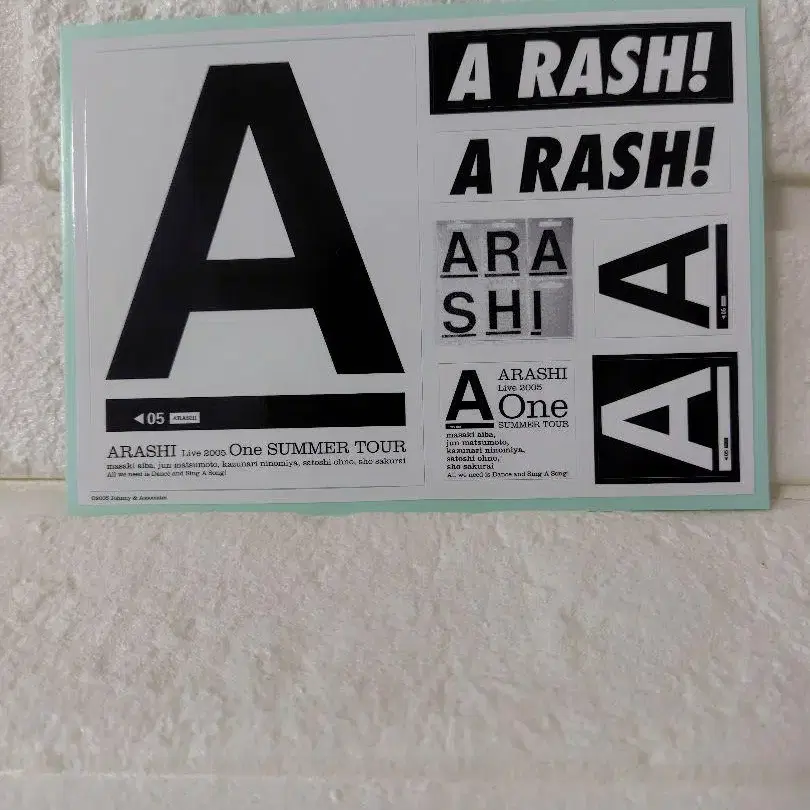 A
◀05 ARASHI
ARASHI Live 2005 One SUMMER TOUR
masaki aiba, jun matsumoto, kazunari ninomiya, satoshi ohno, sho sakurai
All we need is Dance and Sing A Song!
©2005 Johnny & Associates
A RASH!
A RASH!
ARA
SHI
A
◀05
A
ARASHI
Live 2005
One
SUMMER TOUR
masaki aiba,
jun matsumoto,
kazunari ninomiya,
satoshi ohno,
sho sakurai
All we need is Dance and Sing A Song!
A
◀05